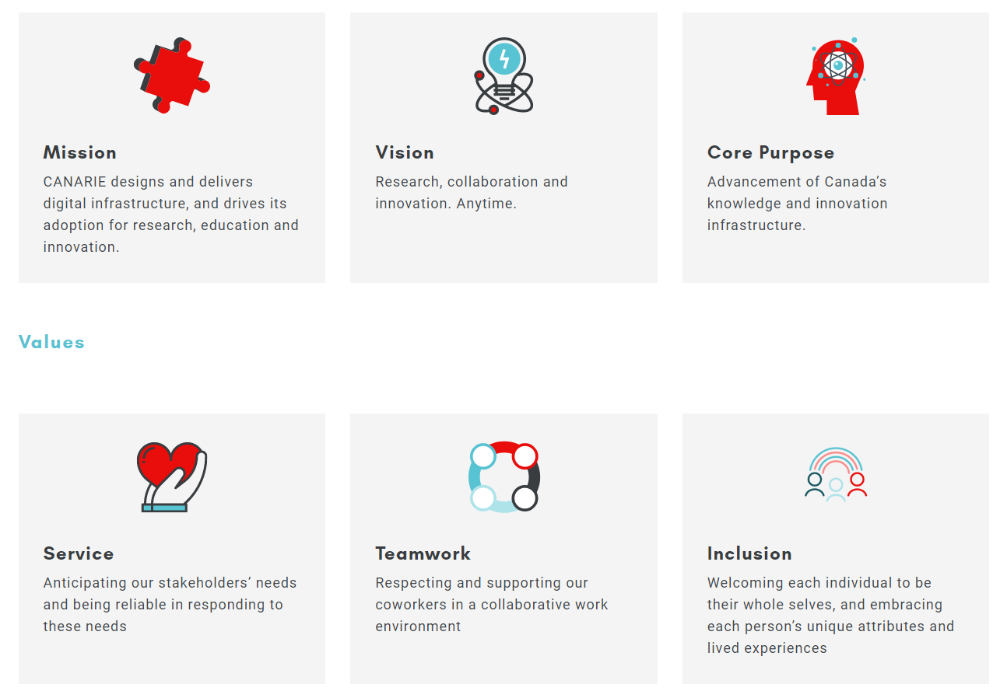 Mission
CANARIE designs and delivers
digital infrastructure, and drives its
adoption for research, education and
innovation.
Vision
Research, collaboration and
innovation. Anytime.
Core Purpose
Advancement of Canada’s
knowledge and innovation
infrastructure.
Values
Service
Anticipating our stakeholders’ needs
and being reliable in responding to
these needs
Teamwork
Respecting and supporting our
coworkers in a collaborative work
environment
Inclusion
Welcoming each individual to be
their whole selves, and embracing
each person’s unique attributes and
lived experiences